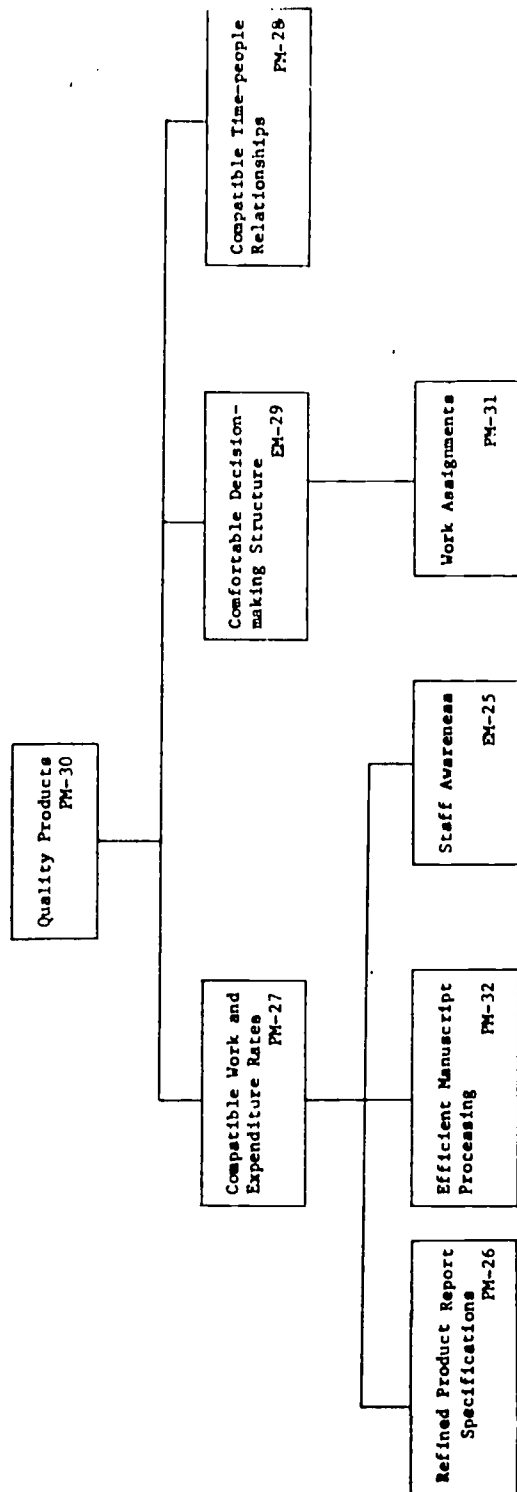 Quality Products
PM-30
Compatible Work and
Expenditure Rates
PM-27
Comfortable Decision-
making Structure
EM-29
Compatible Time-people
Relationships
PM-28
Refined Product Report
Specifications
PM-26
Efficient Manuscript
Processing
PM-32
Staff Awareness
EM-25
Work Assignments
PM-31